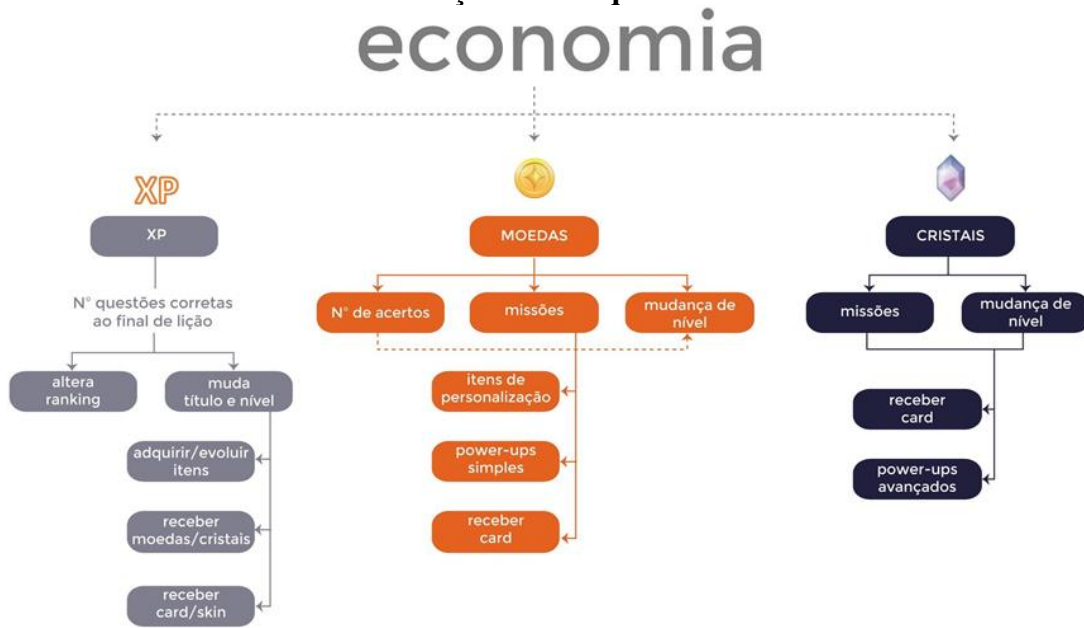 economia
XP
XP
N° questões corretas
ao final de lição
altera
ranking
muda
título e nível
adquirir/evoluir
itens
receber
moedas/cristais
receber
card/skin
MOEDAS
N° de acertos
missões
mudança de
nível
itens de
personalização
power-ups
simples
receber
card
CRISTAIS
missões
mudança de
nível
receber
card
power-ups
avançados